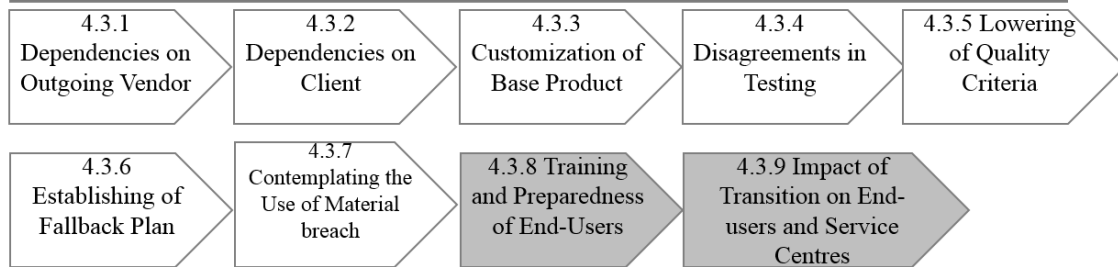 4.3.1
Dependencies on
Outgoing Vendor
4.3.2
Dependencies on
Client
4.3.3
Customization of
Base Product
4.3.4
Disagreements in
Testing
4.3.5 Lowering
of Quality
Criteria
4.3.6
Establishing of
Fallback Plan
4.3.7
Contemplating the
Use of Material
breach
4.3.8 Training
and Preparedness
of End-Users
4.3.9 Impact of
Transition on End-
users and Service
Centres